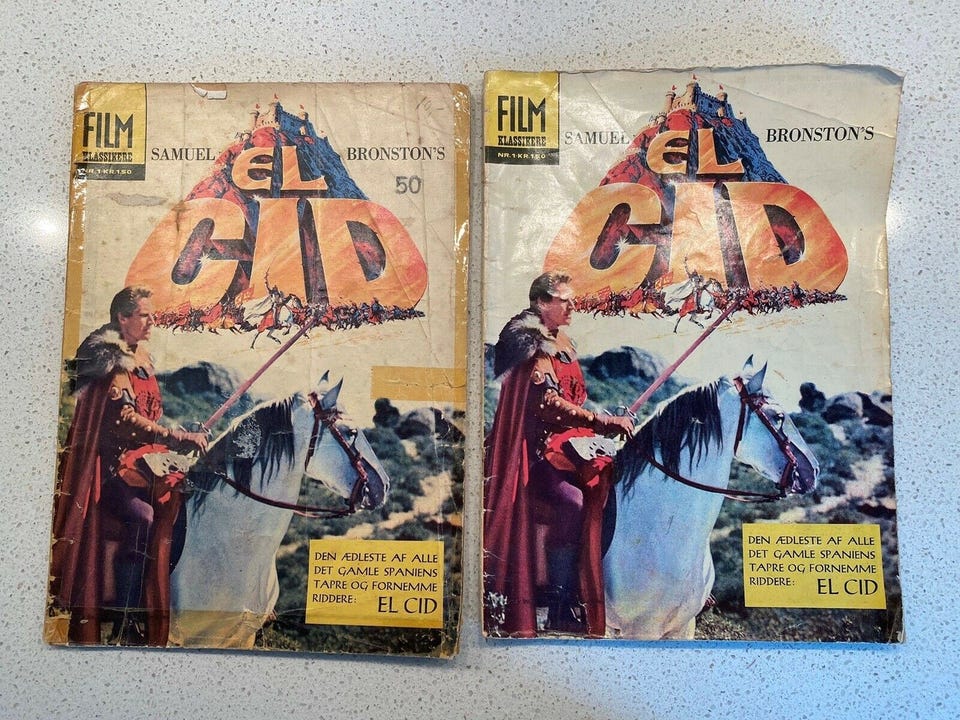 FILM
KLASSIKERE
NR.1·KR.1.50
SAMUEL BRONSTON'S
EL
CID
50
DEN ÆDLESTE AF ALLE
DET GAMLE SPANIENS
TAPRE OG FORNEMME
RIDDERE: EL CID
FILM
KLASSIKERE
NR.1·KR.1.50
SAMUEL BRONSTON'S
EL
CID
DEN ÆDLESTE AF ALLE
DET GAMLE SPANIENS
TAPRE OG FORNEMME
RIDDERE: EL CID